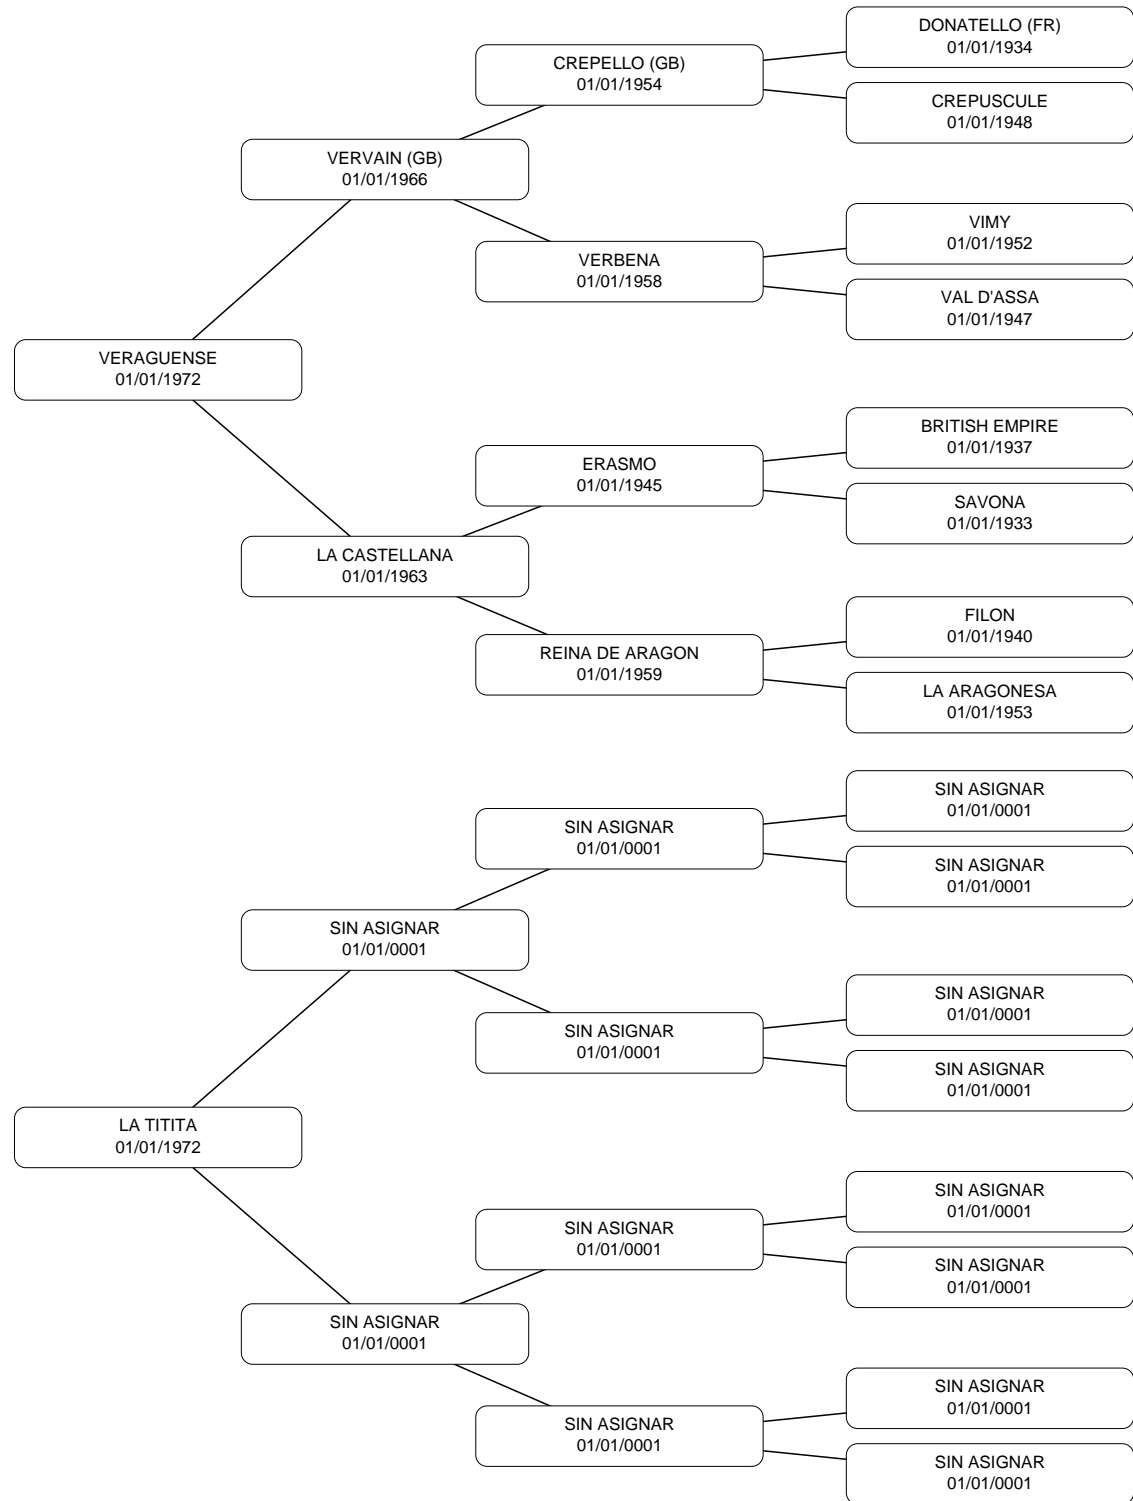 DONATELLO (FR)
01/01/1934
CREPELLO (GB)
01/01/1954
CREPUSCULE
01/01/1948
VERVAIN (GB)
01/01/1966
VIMY
01/01/1952
VERBENA
01/01/1958
VAL D'ASSA
01/01/1947
VERAGUENSE
01/01/1972
BRITISH EMPIRE
01/01/1937
ERASMO
01/01/1945
SAVONA
01/01/1933
LA CASTELLANA
01/01/1963
FILON
01/01/1940
REINA DE ARAGON
01/01/1959
LA ARAGONESA
01/01/1953
SIN ASIGNAR
01/01/0001
SIN ASIGNAR
01/01/0001
SIN ASIGNAR
01/01/0001
SIN ASIGNAR
01/01/0001
SIN ASIGNAR
01/01/0001
SIN ASIGNAR
01/01/0001
SIN ASIGNAR
01/01/0001
LA TITITA
01/01/1972
SIN ASIGNAR
01/01/0001
SIN ASIGNAR
01/01/0001
SIN ASIGNAR
01/01/0001
SIN ASIGNAR
01/01/0001
SIN ASIGNAR
01/01/0001
SIN ASIGNAR
01/01/0001
SIN ASIGNAR
01/01/0001